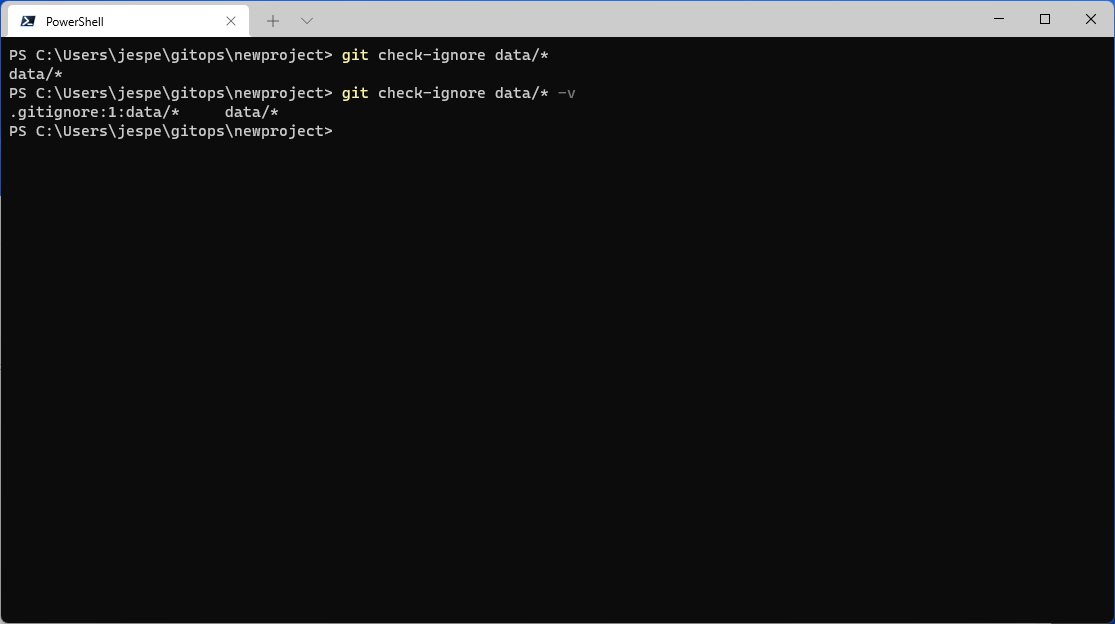 PowerShell
PS C:\Users\jespe\gitops\newproject> git check-ignore data/*
data/*
PS C:\Users\jespe\gitops\newproject> git check-ignore data/* -v
.gitignore:1:data/*     data/*
PS C:\Users\jespe\gitops\newproject>